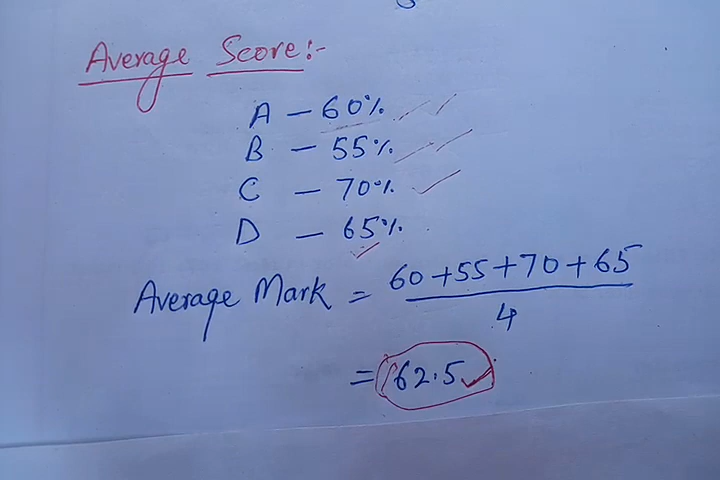 Average Score:-
A - 60%
B - 55%
C - 70%
D - 65%
Average Mark = 60+55+70+65
4
= 62.5